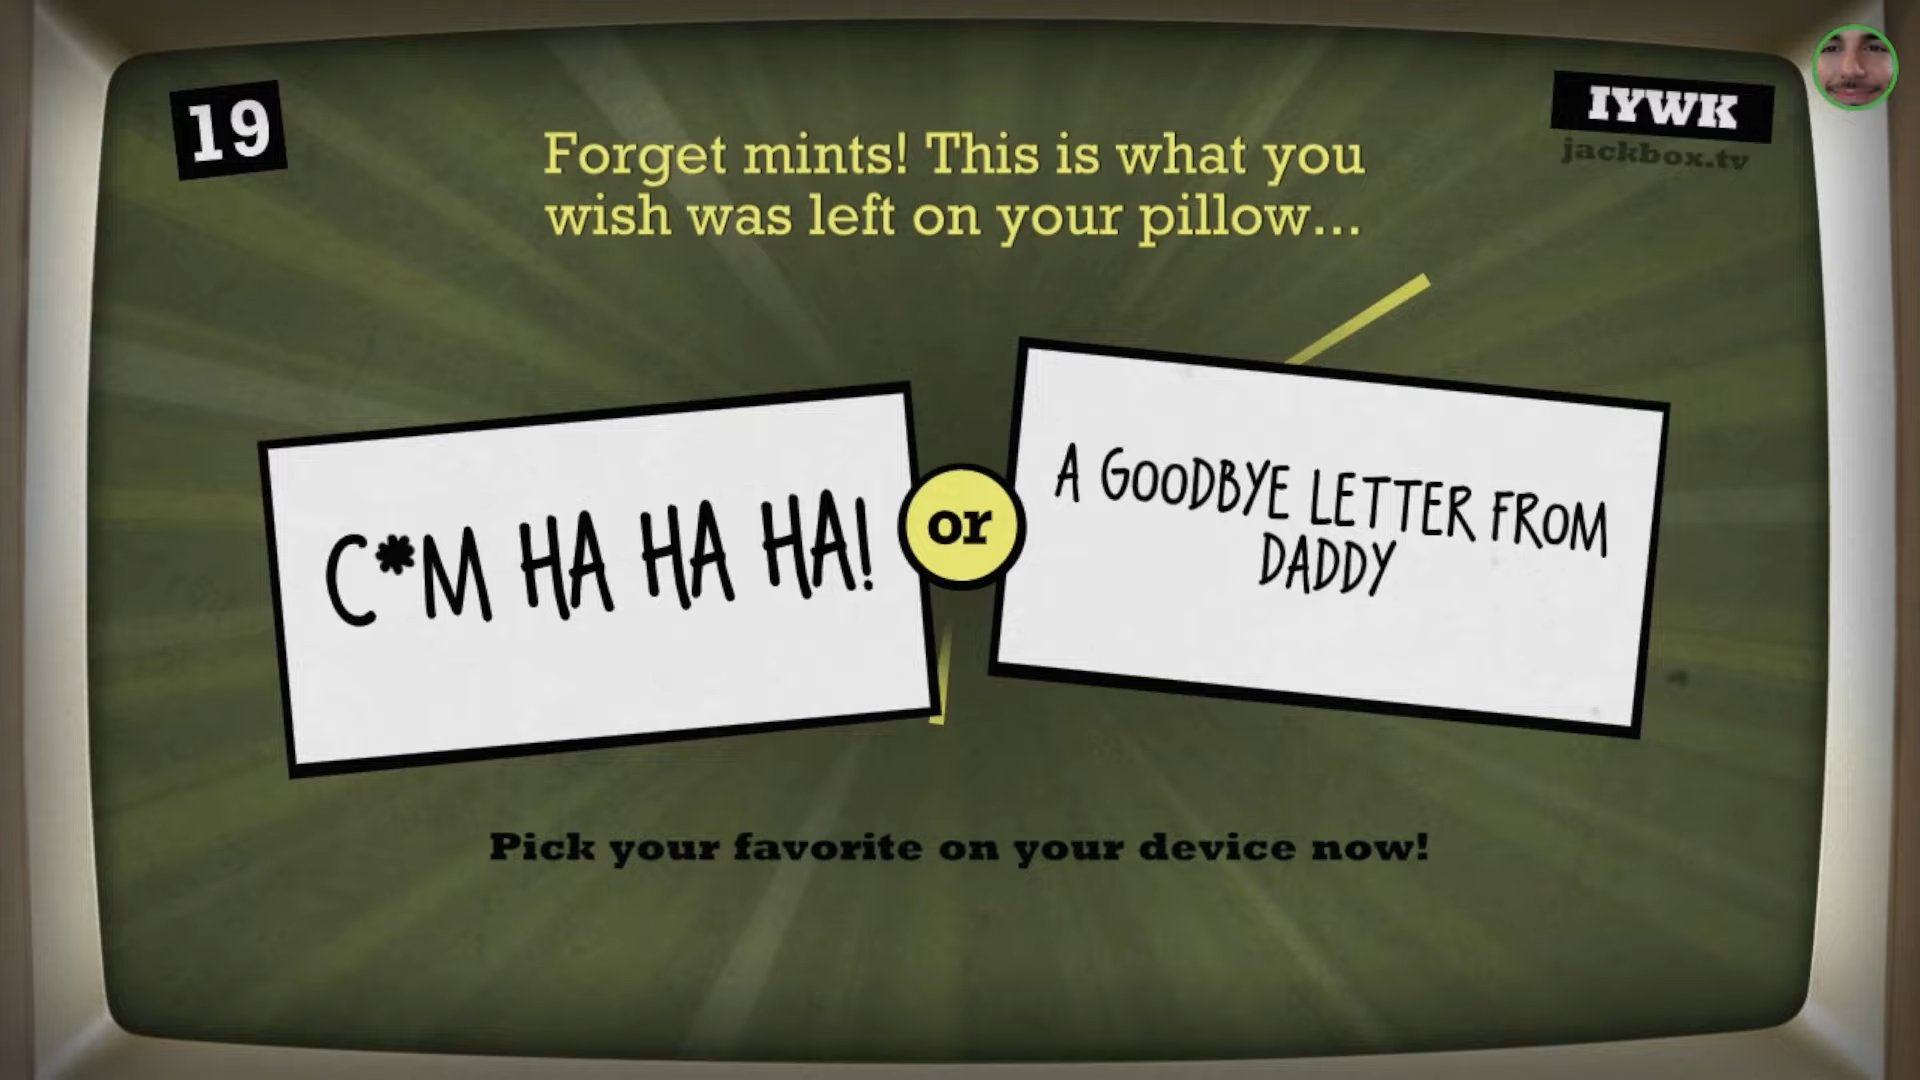 19
IYWK
jackbox.tv
Forget mints! This is what you
wish was left on your pillow...
C*M HA HA HA!
or
A GOODBYE LETTER FROM
DADDY
Pick your favorite on your device now!